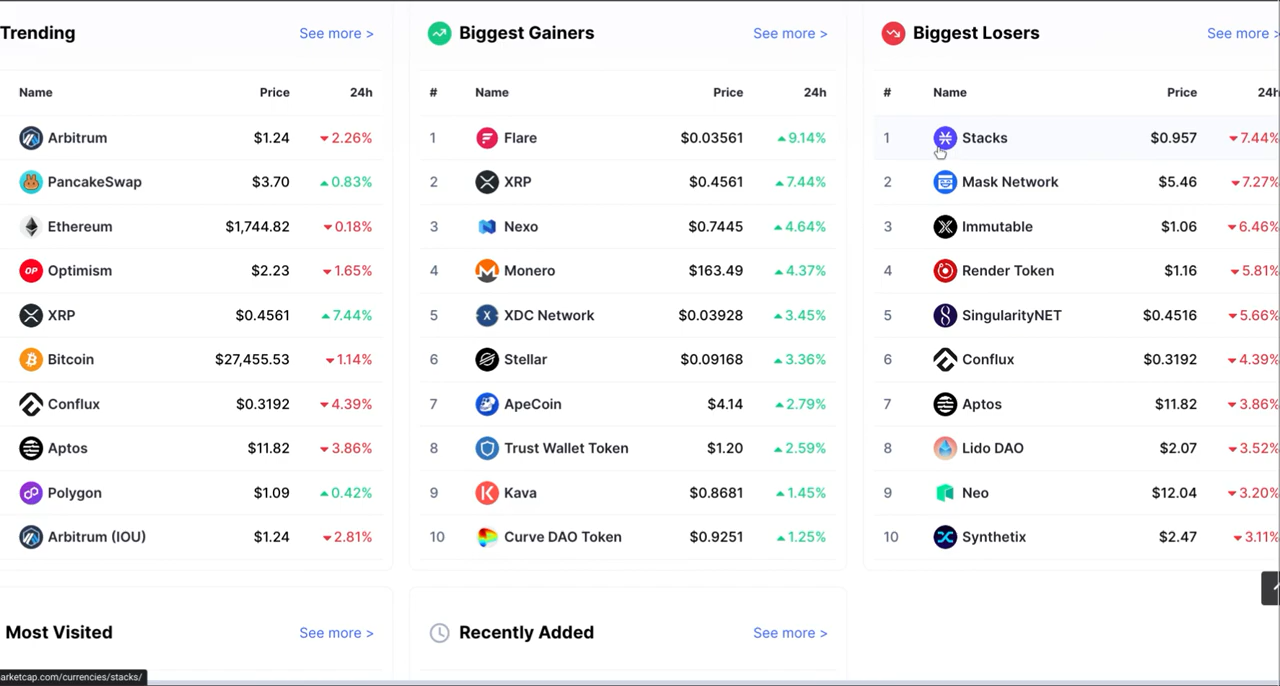 Trending See more >
Name Price 24h
Arbitrum $1.24 2.26%
PancakeSwap $3.70 0.83%
Ethereum $1,744.82 0.18%
OP Optimism $2.23 1.65%
XRP $0.4561 7.44%
Bitcoin $27,455.53 1.14%
Conflux $0.3192 4.39%
Aptos $11.82 3.86%
Polygon $1.09 0.42%
Arbitrum (IOU) $1.24 2.81%
Biggest Gainers See more >
# Name Price 24h
1 Flare $0.03561 9.14%
2 XRP $0.4561 7.44%
3 Nexo $0.7445 4.64%
4 Monero $163.49 4.37%
5 X XDC Network $0.03928 3.45%
6 Stellar $0.09168 3.36%
7 ApeCoin $4.14 2.79%
8 Trust Wallet Token $1.20 2.59%
9 Kava $0.8681 1.45%
10 Curve DAO Token $0.9251 1.25%
Biggest Losers See more >
# Name Price 24h
1 Stacks $0.957 7.44%
2 Mask Network $5.46 7.27%
3 Immutable $1.06 6.46%
4 Render Token $1.16 5.81%
5 SingularityNET $0.4516 5.66%
6 Conflux $0.3192 4.39%
7 Aptos $11.82 3.86%
8 Lido DAO $2.07 3.52%
9 Neo $12.04 3.20%
10 Synthetix $2.47 3.11%
Most Visited See more >
Recently Added See more >
arketcap.com/currencies/stacks/